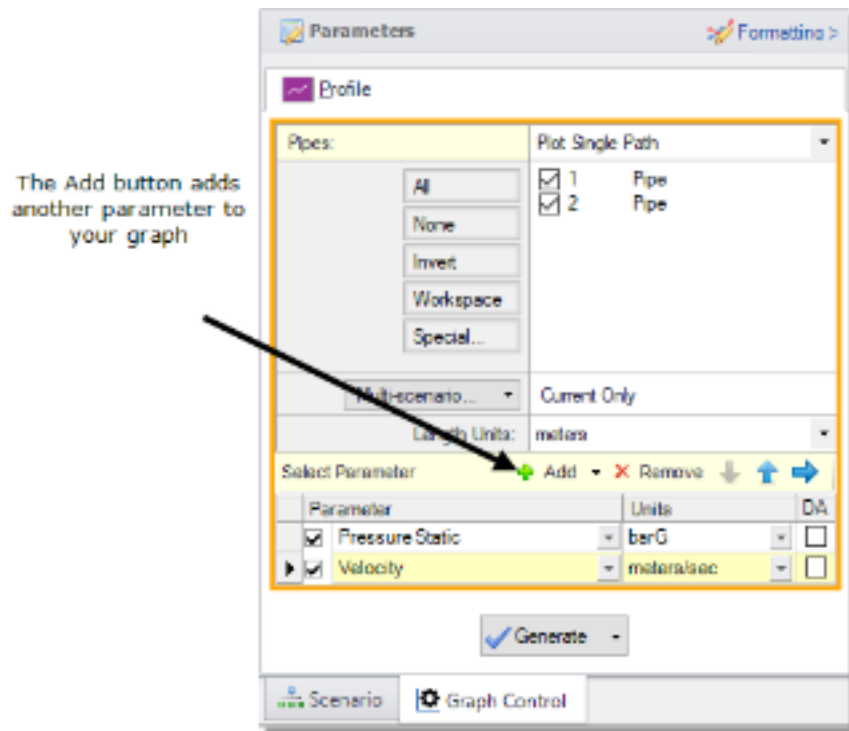 Parameters
Formatting >
Profile
The Add button adds
another parameter to
your graph
Pipes:
Plot Single Path
All
None
Invert
Workspace
Special...
1 Pipe
2 Pipe
Multi-scenario...
Current Only
Length Units:
meters
Select Parameter
Add
Remove
Parameter
Units
DA
Pressure Static
barG
Velocity
meters/sec
Generate
Scenario
Graph Control